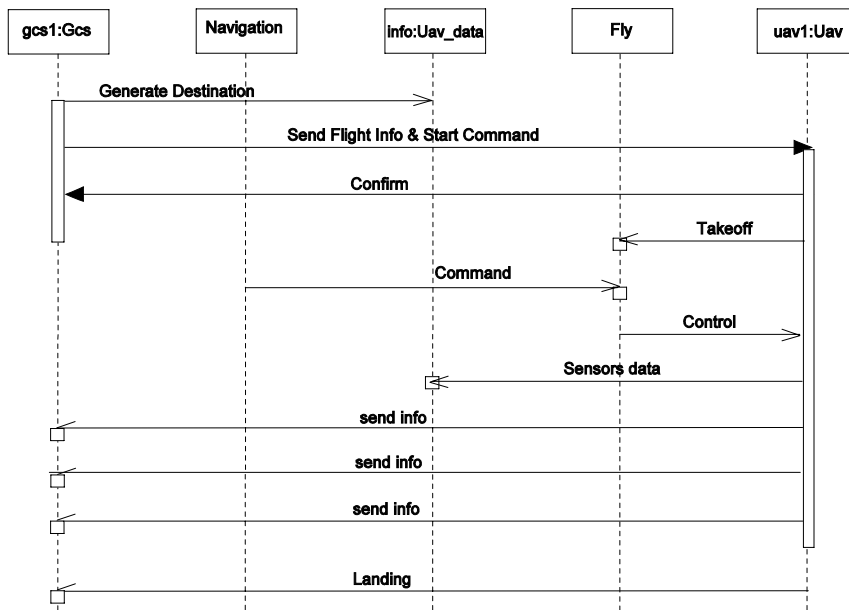 gcs1:Gcs
Navigation
info:Uav_data
Fly
uav1:Uav
Generate Destination
Send Flight Info & Start Command
Confirm
Takeoff
Command
Control
Sensors data
send info
send info
send info
Landing